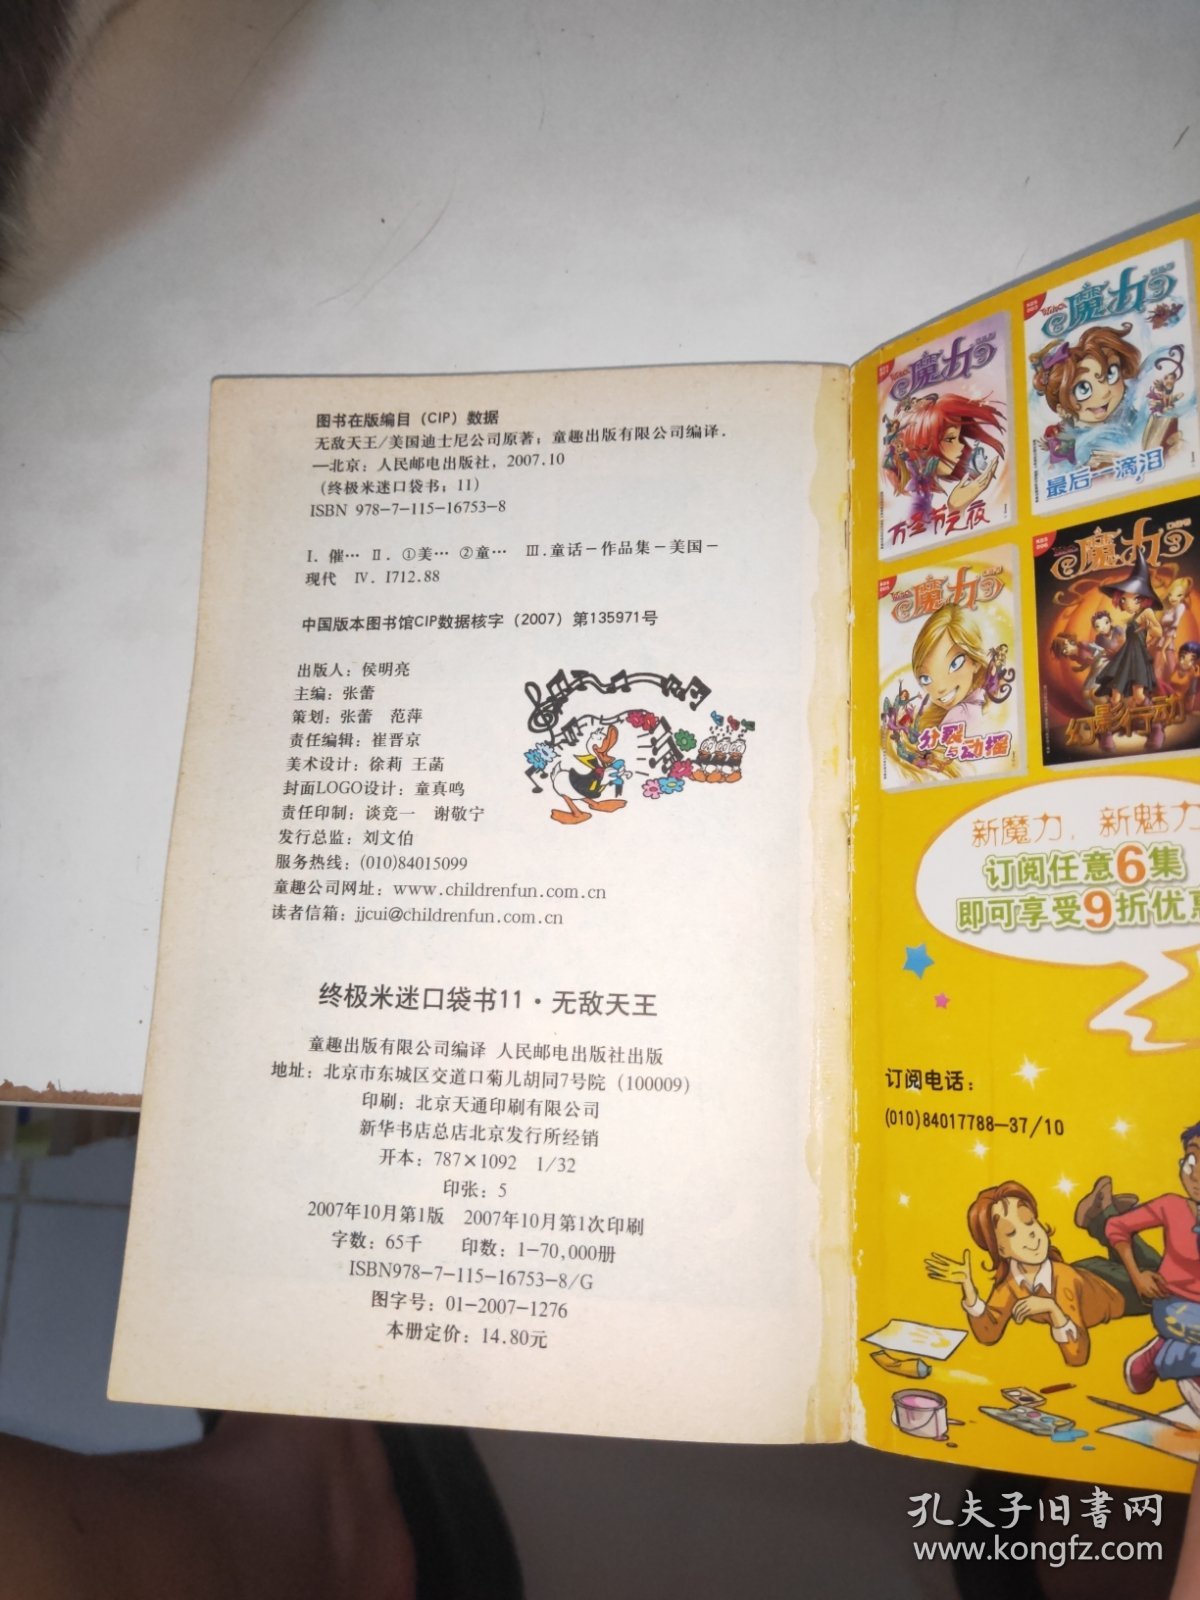 图书在版编目（CIP）数据
无敌天王/美国迪士尼公司原著；童趣出版有限公司编译.
—北京：人民邮电出版社，2007.10
（终极米迷口袋书；11）
ISBN 978-7-115-16753-8
I. 催… Ⅱ. ①美… ②童… Ⅲ.童话－作品集－美国－
现代 Ⅳ. I712.88
中国版本图书馆CIP数据核字（2007）第135971号
出版人：侯明亮
主编：张蕾
策划：张蕾 范萍
责任编辑：崔晋京
美术设计：徐莉 王菡
封面LOGO设计：童真鸣
责任印制：谈竞一 谢敬宁
发行总监：刘文伯
服务热线：(010)84015099
童趣公司网址：www.childrenfun.com.cn
读者信箱：jjcui@childrenfun.com.cn
终极米迷口袋书11·无敌天王
童趣出版有限公司编译 人民邮电出版社出版
地址：北京市东城区交道口菊儿胡同7号院（100009）
印刷：北京天通印刷有限公司
新华书店总店北京发行所经销
开本：787×1092 1/32
印张：5
2007年10月第1版 2007年10月第1次印刷
字数：65千 印数：1-70,000册
ISBN978-7-115-16753-8/G
图字号：01-2007-1276
本册定价：14.80元
魔力
万圣节之夜
魔力
最后一滴泪
魔力
分裂与动摇
魔力
幻影行动
新魔力，新魅力
订阅任意6集
即可享受9折优惠
订阅电话：
(010)84017788—37/10
孔夫子旧书网
www.kongfz.com